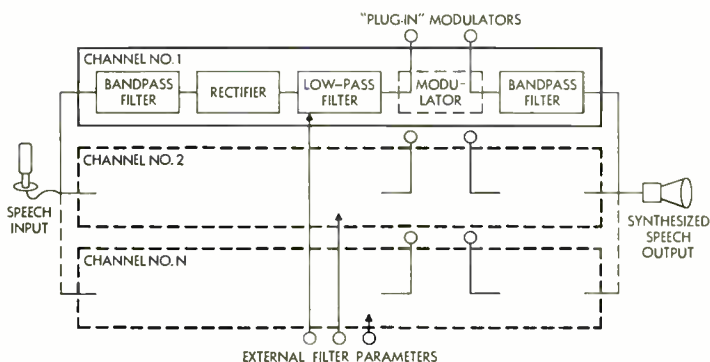 "PLUG-IN" MODULATORS
CHANNEL NO. 1
BANDPASS
FILTER
RECTIFIER
LOW-PASS
FILTER
MODU-
LATOR
BANDPASS
FILTER
CHANNEL NO. 2
SPEECH
INPUT
SYNTHESIZED
SPEECH
OUTPUT
CHANNEL NO. N
EXTERNAL FILTER PARAMETERS